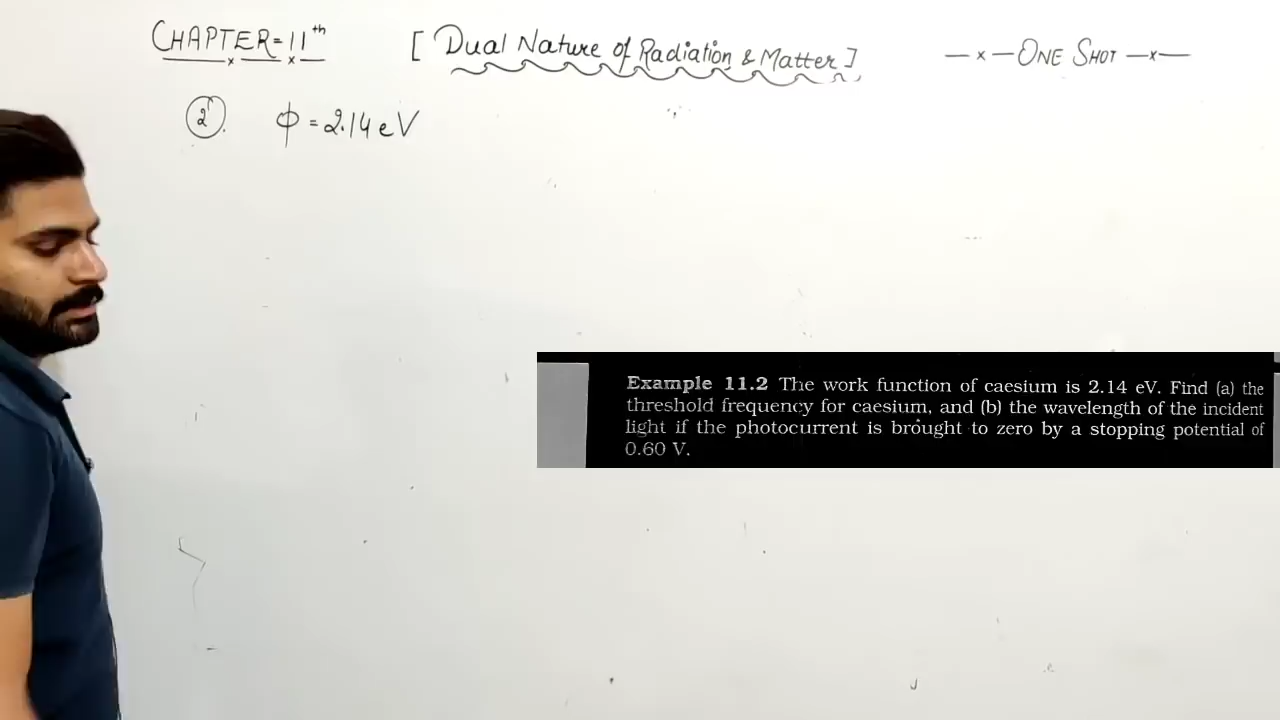 CHAPTER=11th [Dual Nature of Radiation & Matter] —x—ONE SHOT—x—
2. ϕ = 2.14 eV
Example 11.2 The work function of caesium is 2.14 eV. Find (a) the
threshold frequency for caesium, and (b) the wavelength of the incident
light if the photocurrent is brought to zero by a stopping potential of
0.60 V.